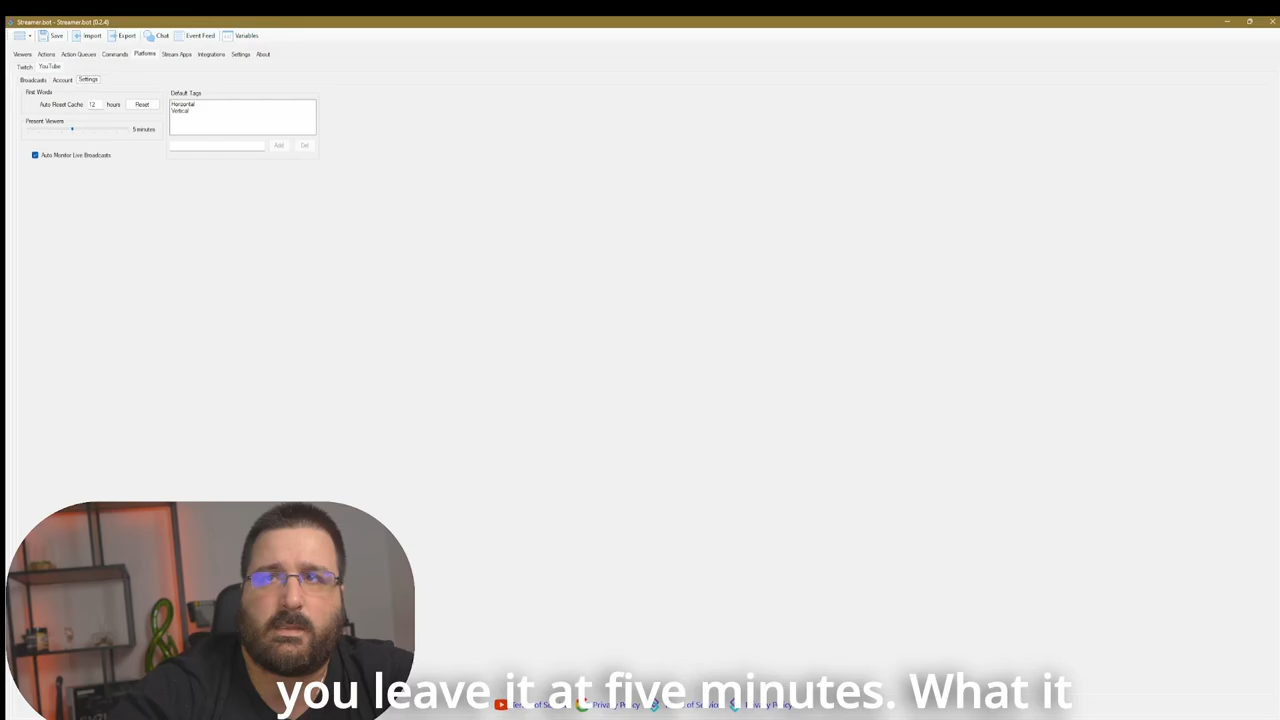 Streamer.bot - Streamer.bot (0.2.4)
Save Import Export Chat Event Feed Variables
Viewers Actions Action Queues Commands Platforms Stream Apps Integrations Settings About
Twitch YouTube
Broadcasts Account Settings
First Words
Auto Reset Cache 12 hours Reset
Present Viewers
5 minutes
Auto Monitor Live Broadcasts
Default Tags
Horizontal
Vertical
Add Del
you leave it at five minutes. What it
Privacy Policy